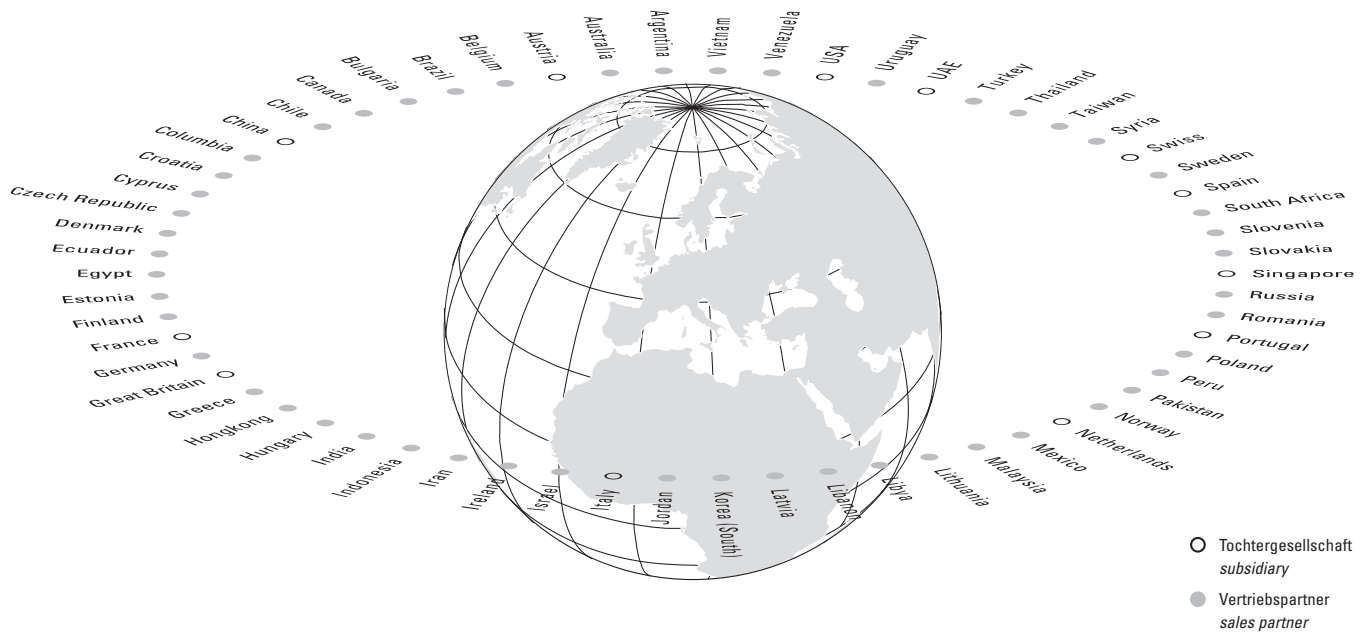 Argentina
Australia
Austria
Belgium
Brazil
Bulgaria
Canada
Chile
China
Columbia
Croatia
Cyprus
Czech Republic
Denmark
Ecuador
Egypt
Estonia
Finland
France
Germany
Great Britain
Greece
Hongkong
Hungary
India
Indonesia
Iran
Ireland
Israel
Italy
Jordan
Korea (South)
Latvia
Libanon
Libya
Lithuania
Malaysia
Mexico
Netherlands
Norway
Pakistan
Peru
Poland
Portugal
Romania
Russia
Singapore
Slovakia
Slovenia
South Africa
Spain
Sweden
Swiss
Syria
Taiwan
Thailand
Turkey
UAE
Uruguay
USA
Venezuela
Vietnam
Tochtergesellschaft
subsidiary
Vertriebspartner
sales partner